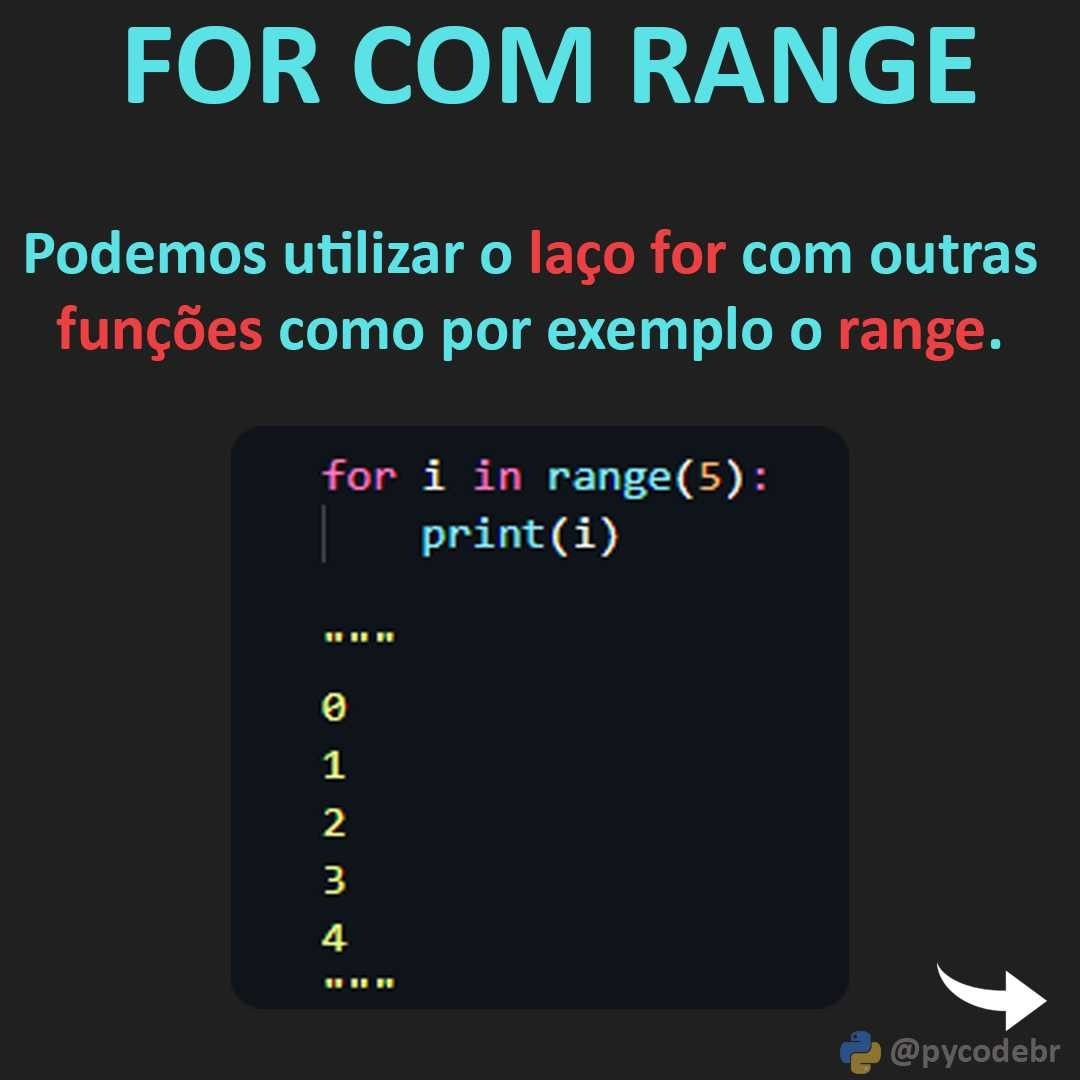 FOR COM RANGE
Podemos utilizar o laço for com outras
funções como por exemplo o range.
for i in range(5):
    print(i)
"""
0
1
2
3
4
"""
@pycodebr